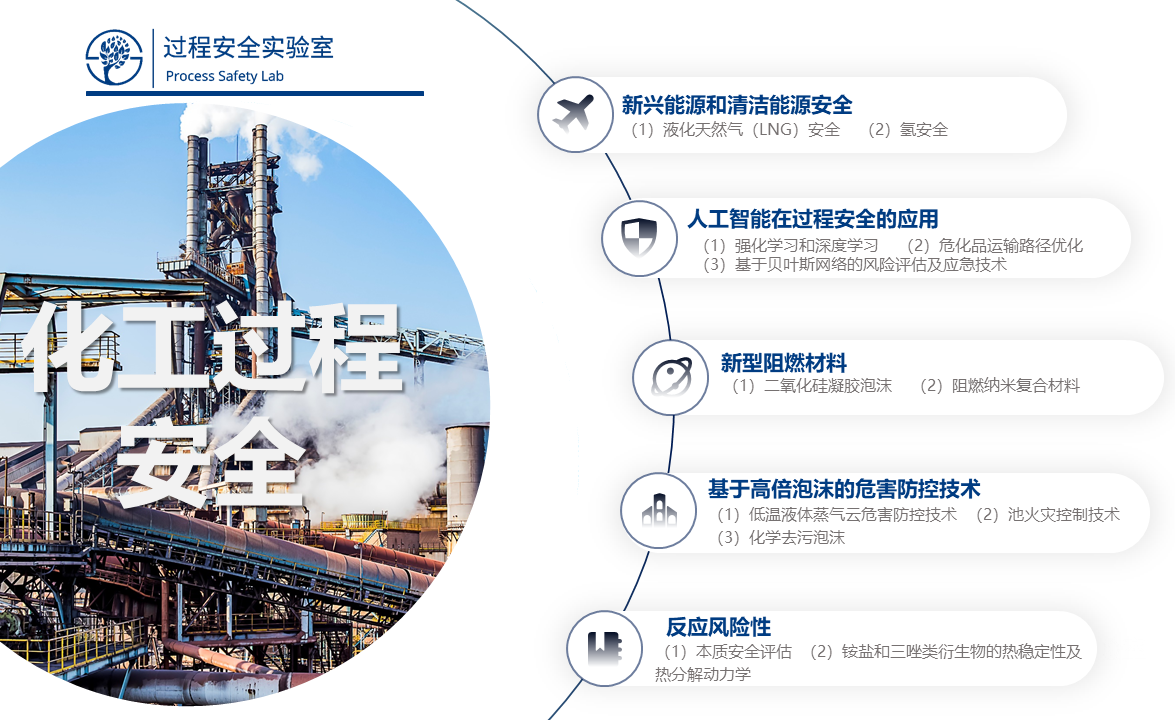 过程安全实验室
Process Safety Lab
化工过程
安全
新兴能源和清洁能源安全
（1）液化天然气（LNG）安全 （2）氢安全
人工智能在过程安全的应用
（1）强化学习和深度学习 （2）危化品运输路径优化
（3）基于贝叶斯网络的风险评估及应急技术
新型阻燃材料
（1）二氧化硅凝胶泡沫 （2）阻燃纳米复合材料
基于高倍泡沫的危害防控技术
（1）低温液体蒸气云危害防控技术 （2）池火灾控制技术
（3）化学去污泡沫
反应风险性
（1）本质安全评估 （2）铵盐和三唑类衍生物的热稳定性及
热分解动力学